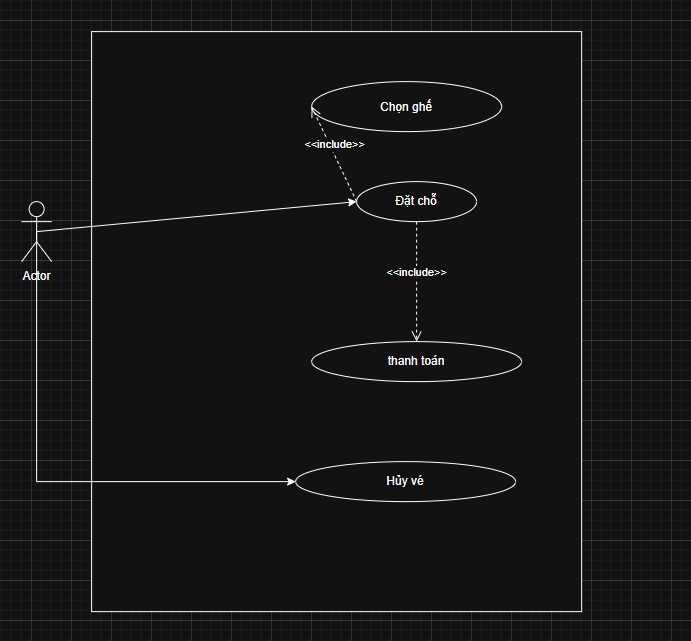 Chọn ghế
<<include>>
Đặt chỗ
Actor
<<include>>
thanh toán
Hủy vé